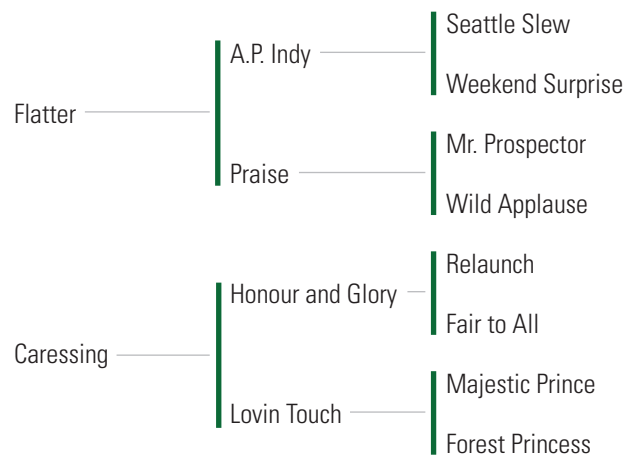 Seattle Slew
A.P. Indy
Weekend Surprise
Flatter
Mr. Prospector
Praise
Wild Applause
Relaunch
Honour and Glory
Fair to All
Caressing
Majestic Prince
Lovin Touch
Forest Princess